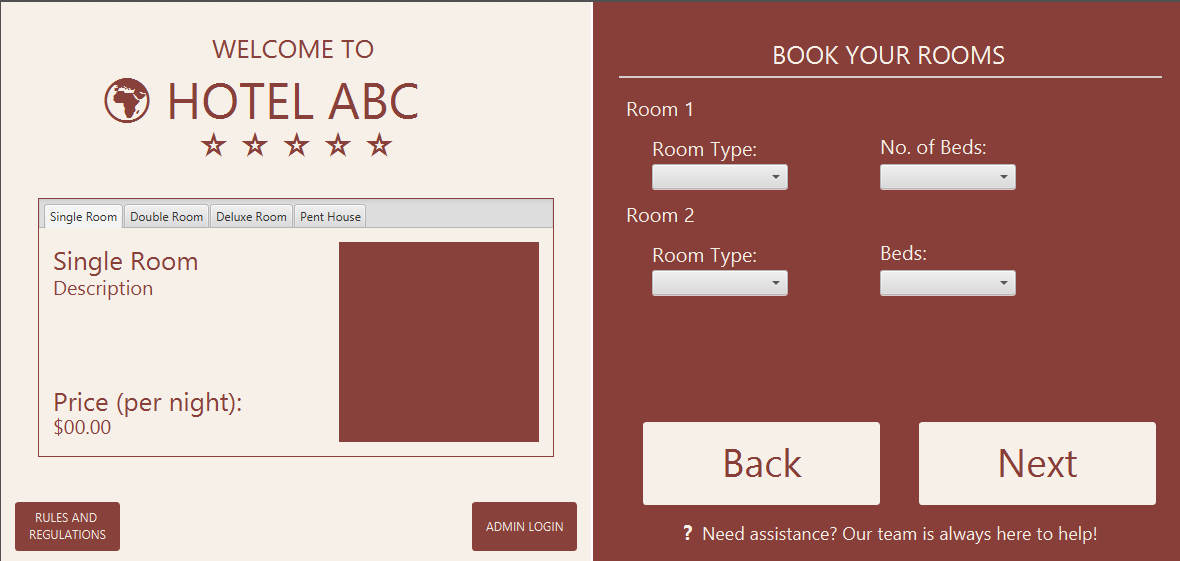 WELCOME TO
HOTEL ABC
Single Room
Double Room
Deluxe Room
Pent House
Single Room
Description
Price (per night):
$00.00
RULES AND
REGULATIONS
ADMIN LOGIN
BOOK YOUR ROOMS
Room 1
Room Type:
No. of Beds:
Room 2
Room Type:
Beds:
Back
Next
? Need assistance? Our team is always here to help!